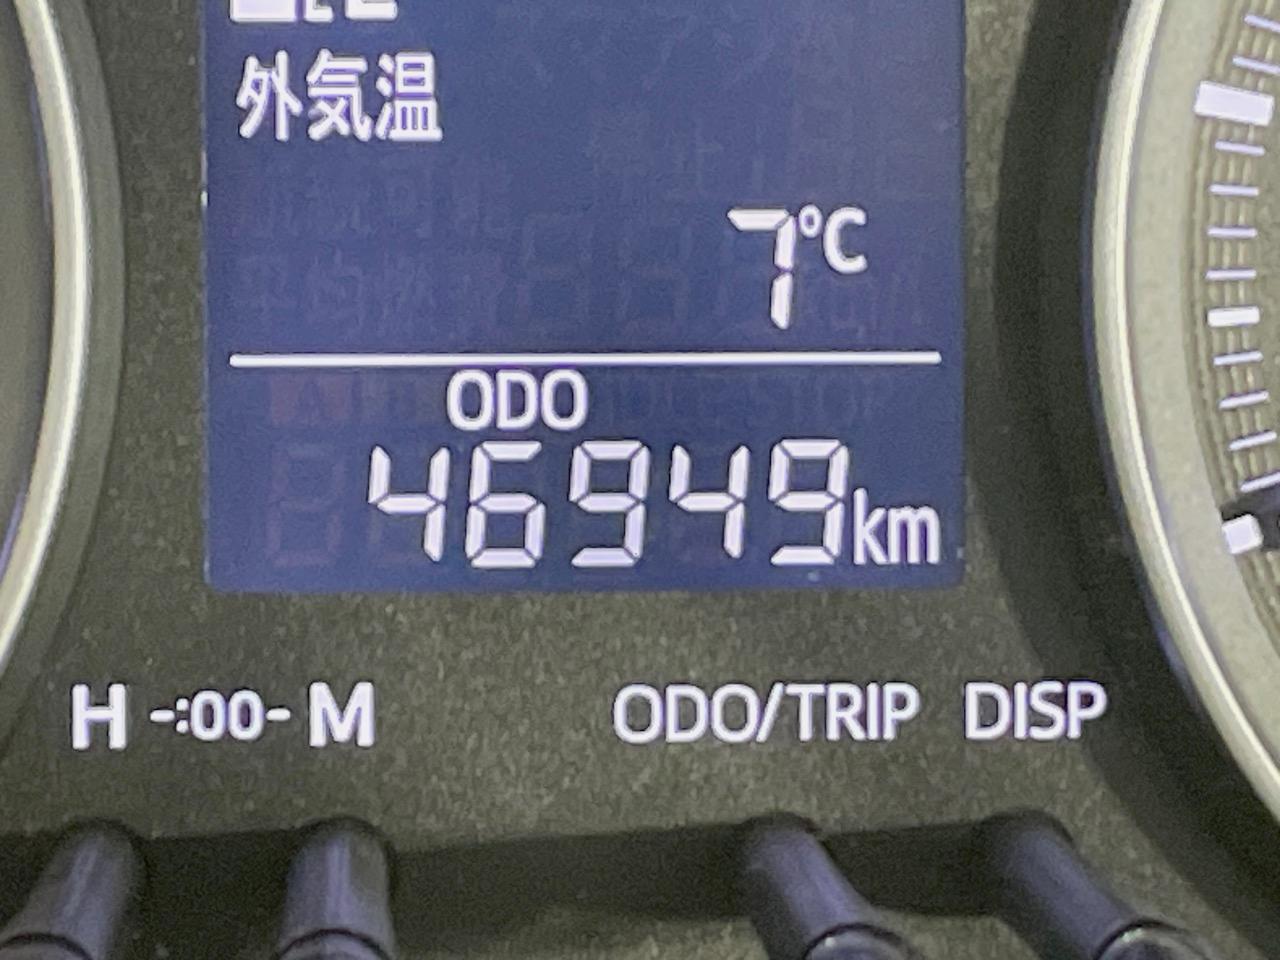 外気温
7℃
ODO
46949km
H -:00- M ODO/TRIP DISP